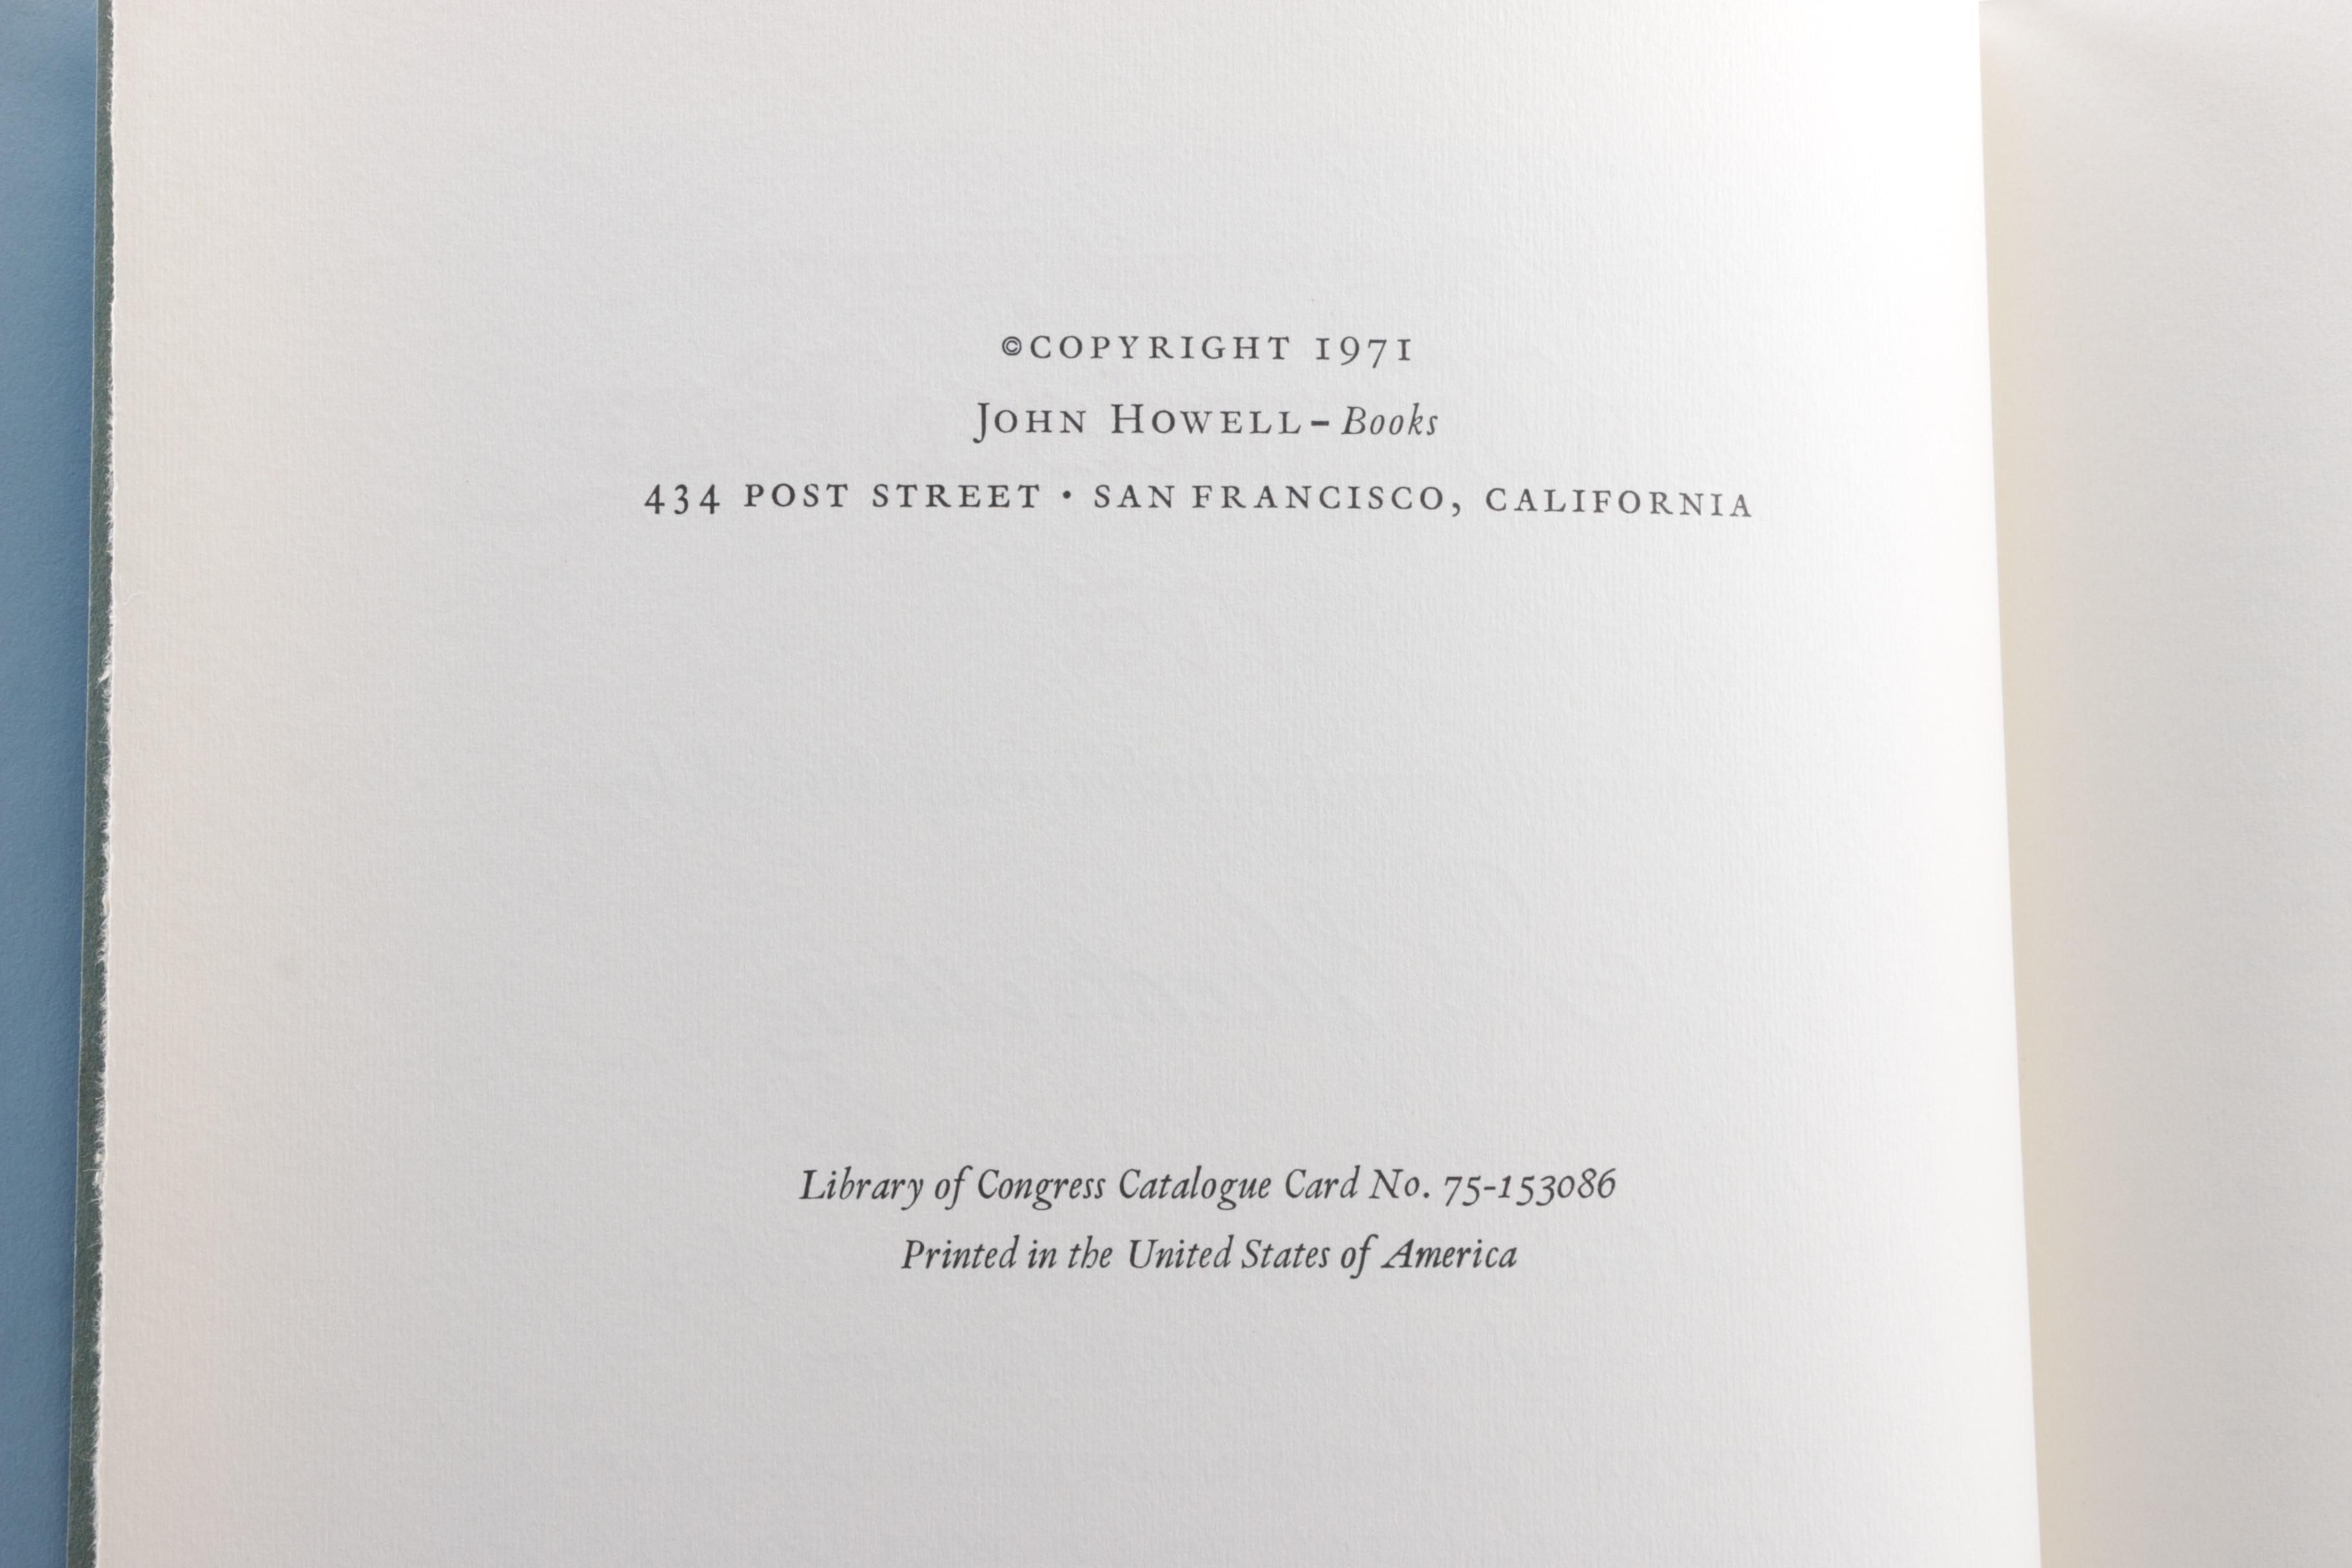 ©COPYRIGHT 1971
JOHN HOWELL–Books
434 POST STREET · SAN FRANCISCO, CALIFORNIA
Library of Congress Catalogue Card No. 75-153086
Printed in the United States of America